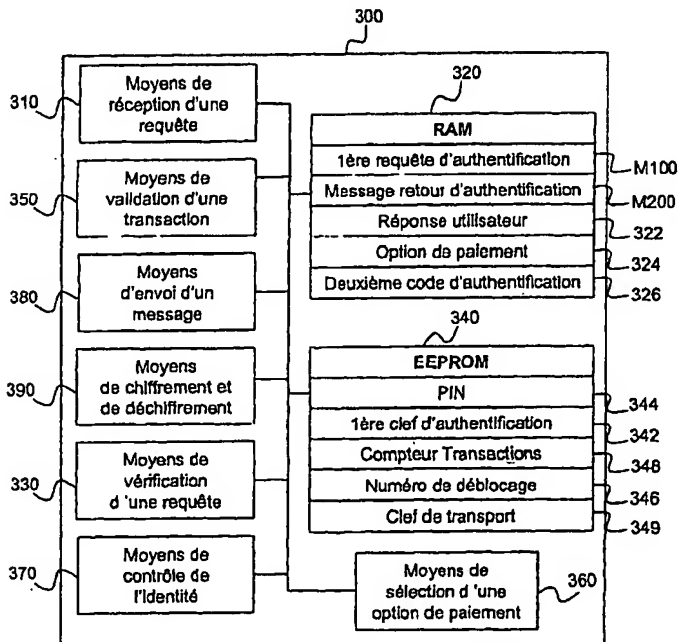 300
310
Moyens de
réception d'une
requête
350
Moyens de
validation d'une
transaction
380
Moyens
d'envoi d'un
message
390
Moyens
de chiffrement et
de déchiffrement
330
Moyens de
vérification
d 'une requête
370
Moyens de
contrôle de
l'identité
320
RAM
1ère requête d'authentification
M100
Message retour d'authentification
M200
Réponse utilisateur
322
Option de paiement
324
Deuxième code d'authentification
326
340
EEPROM
PIN
344
1ère clef d'authentification
342
Compteur Transactions
348
Numéro de déblocage
346
Clef de transport
349
Moyens de
sélection d 'une
option de paiement
360